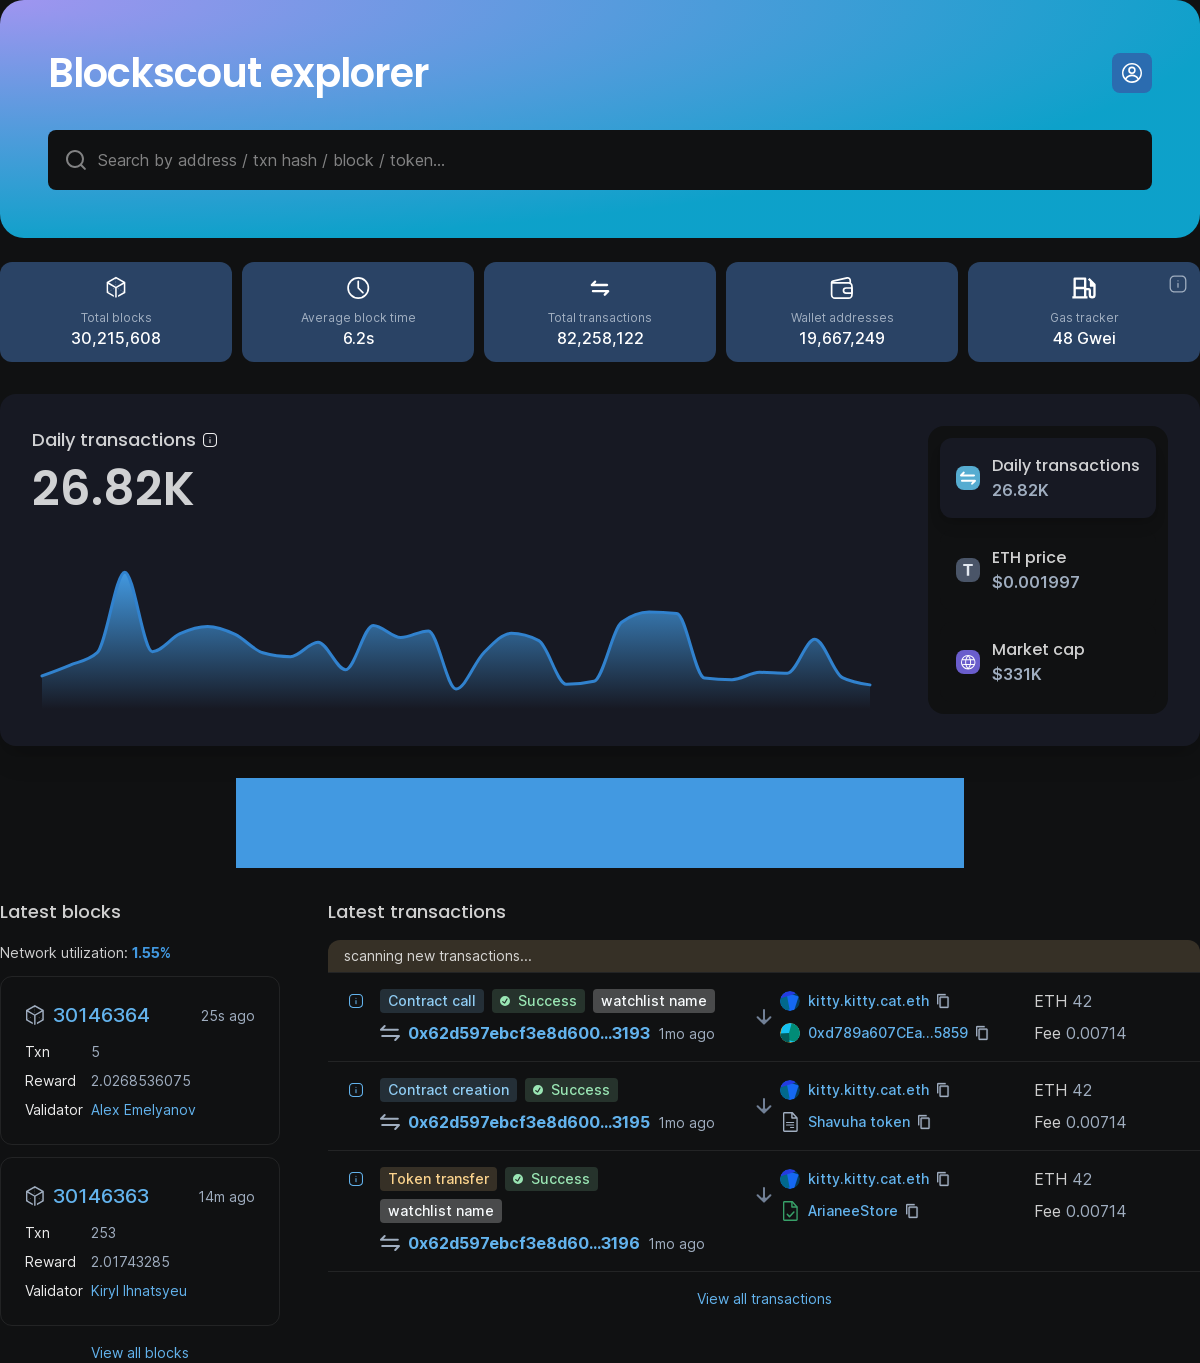 Blockscout explorer
Search by address / txn hash / block / token...
Total blocks
30,215,608
Average block time
6.2s
Total transactions
82,258,122
Wallet addresses
19,667,249
Gas tracker
48 Gwei
Daily transactions
26.82K
Daily transactions
26.82K
T
ETH price
$0.001997
Market cap
$331K
Latest blocks
Network utilization: 1.55%
30146364 25s ago
Txn 5
Reward 2.0268536075
Validator Alex Emelyanov
30146363 14m ago
Txn 253
Reward 2.01743285
Validator Kiryl Ihnatsyeu
View all blocks
Latest transactions
scanning new transactions...
Contract call Success watchlist name
0x62d597ebcf3e8d600...3193 1mo ago
kitty.kitty.cat.eth
0xd789a607CEa...5859
ETH 42
Fee 0.00714
Contract creation Success
0x62d597ebcf3e8d600...3195 1mo ago
kitty.kitty.cat.eth
Shavuha token
ETH 42
Fee 0.00714
Token transfer Success
watchlist name
0x62d597ebcf3e8d60...3196 1mo ago
kitty.kitty.cat.eth
ArianeeStore
ETH 42
Fee 0.00714
View all transactions